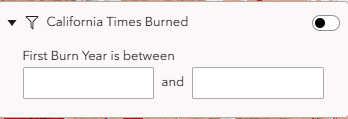 California Times Burned
First Burn Year is between
and